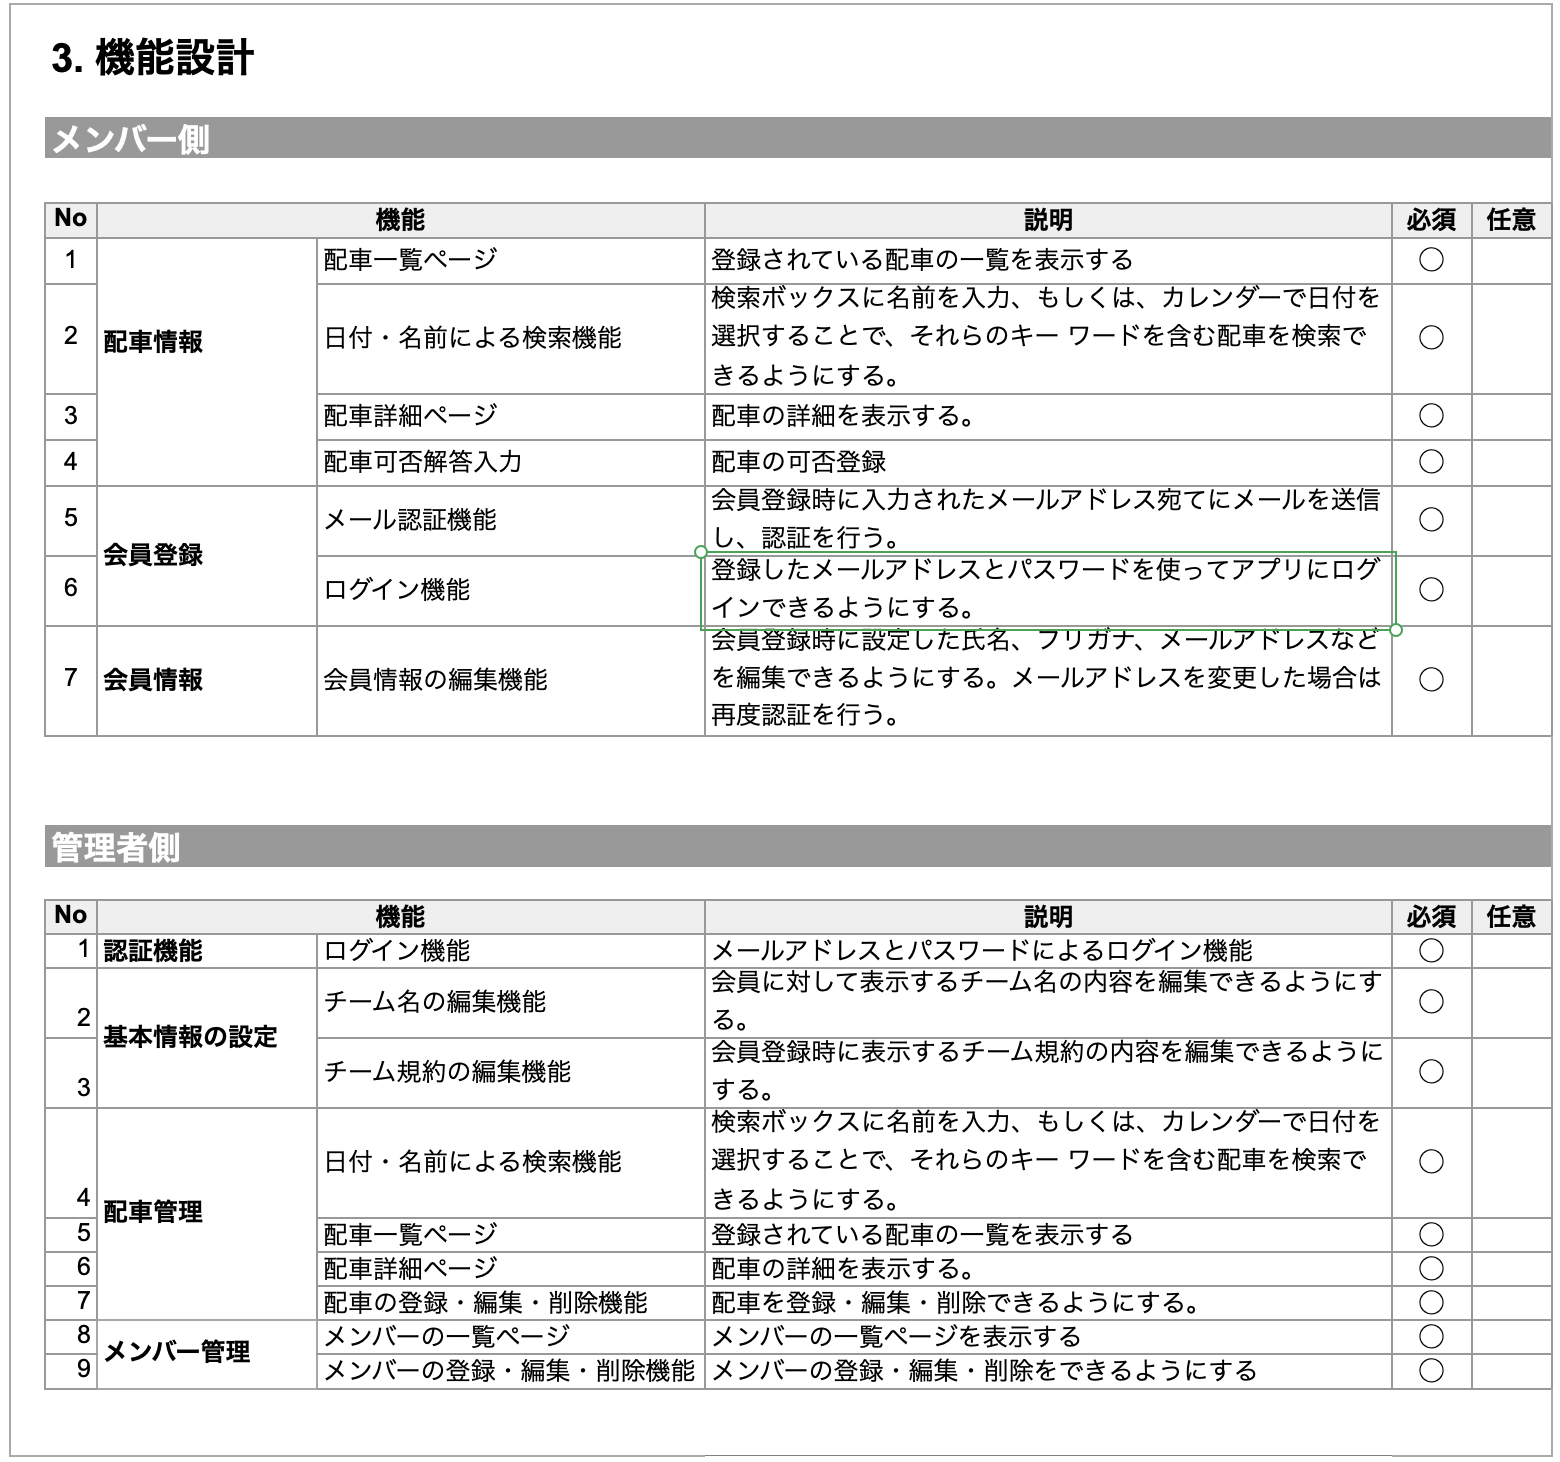 3. 機能設計
メンバー側
No 機能 説明 必須 任意
1 配車情報 配車一覧ページ 登録されている配車の一覧を表示する ◯
2 日付・名前による検索機能 検索ボックスに名前を入力、もしくは、カレンダーで日付を
選択することで、それらのキー ワードを含む配車を検索で
きるようにする。 ◯
3 配車詳細ページ 配車の詳細を表示する。 ◯
4 配車可否解答入力 配車の可否登録 ◯
5 会員登録 メール認証機能 会員登録時に入力されたメールアドレス宛てにメールを送信
し、認証を行う。 ◯
6 ログイン機能 登録したメールアドレスとパスワードを使ってアプリにログ
インできるようにする。 ◯
7 会員情報 会員情報の編集機能 会員登録時に設定した氏名、フリガナ、メールアドレスなど
を編集できるようにする。メールアドレスを変更した場合は
再度認証を行う。 ◯
管理者側
No 機能 説明 必須 任意
1 認証機能 ログイン機能 メールアドレスとパスワードによるログイン機能 ◯
2 基本情報の設定 チーム名の編集機能 会員に対して表示するチーム名の内容を編集できるようにす
る。 ◯
3 チーム規約の編集機能 会員登録時に表示するチーム規約の内容を編集できるように
する。 ◯
4 配車管理 日付・名前による検索機能 検索ボックスに名前を入力、もしくは、カレンダーで日付を
選択することで、それらのキー ワードを含む配車を検索で
きるようにする。 ◯
5 配車一覧ページ 登録されている配車の一覧を表示する ◯
6 配車詳細ページ 配車の詳細を表示する。 ◯
7 配車の登録・編集・削除機能 配車を登録・編集・削除できるようにする。 ◯
8 メンバー管理 メンバーの一覧ページ メンバーの一覧ページを表示する ◯
9 メンバーの登録・編集・削除機能 メンバーの登録・編集・削除をできるようにする ◯